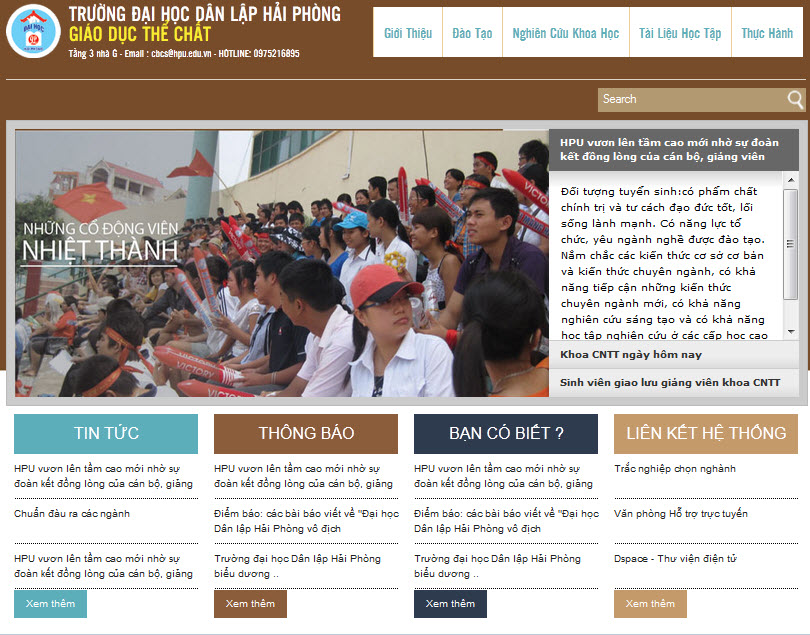 TRƯỜNG ĐẠI HỌC DÂN LẬP HẢI PHÒNG
GIÁO DỤC THỂ CHẤT
Tầng 3 nhà G - Email : cbcs@hpu.edu.vn - HOTLINE: 0975216895
Giới Thiệu
Đào Tạo
Nghiên Cứu Khoa Học
Tài Liệu Học Tập
Thực Hành
Search
NHỮNG CỔ ĐỘNG VIÊN
NHIỆT THÀNH
VICTORY
VICTORY
HPU vươn lên tầm cao mới nhờ sự đoàn
kết đồng lòng của cán bộ, giảng viên
Đối tượng tuyển sinh:có phẩm chất
chính trị và tư cách đạo đức tốt, lối
sống lành mạnh. Có năng lực tổ
chức, yêu ngành nghề được đào tạo.
Nắm chắc các kiến thức cơ sở cơ bản
và kiến thức chuyên ngành, có khả
năng tiếp cận những kiến thức
chuyên ngành mới, có khả năng
nghiên cứu sáng tạo và có khả năng
học tập nghiên cứu ở các cấp học cao
Khoa CNTT ngày hôm nay
Sinh viên giao lưu giảng viên khoa CNTT
TIN TỨC
HPU vươn lên tầm cao mới nhờ sự
đoàn kết đồng lòng của cán bộ, giảng
Chuẩn đầu ra các ngành
HPU vươn lên tầm cao mới nhờ sự
đoàn kết đồng lòng của cán bộ, giảng
Xem thêm
THÔNG BÁO
HPU vươn lên tầm cao mới nhờ sự
đoàn kết đồng lòng của cán bộ, giảng
Điểm báo: các bài báo viết về "Đại học
Dân lập Hải Phòng vô địch
Trường đại học Dân lập Hải Phòng
biểu dương ..
Xem thêm
BẠN CÓ BIẾT ?
HPU vươn lên tầm cao mới nhờ sự
đoàn kết đồng lòng của cán bộ, giảng
Điểm báo: các bài báo viết về "Đại học
Dân lập Hải Phòng vô địch
Trường đại học Dân lập Hải Phòng
biểu dương ..
Xem thêm
LIÊN KẾT HỆ THỐNG
Trắc nghiệp chọn nghành
Văn phòng Hỗ trợ trực tuyến
Dspace - Thư viện điện tử
Xem thêm